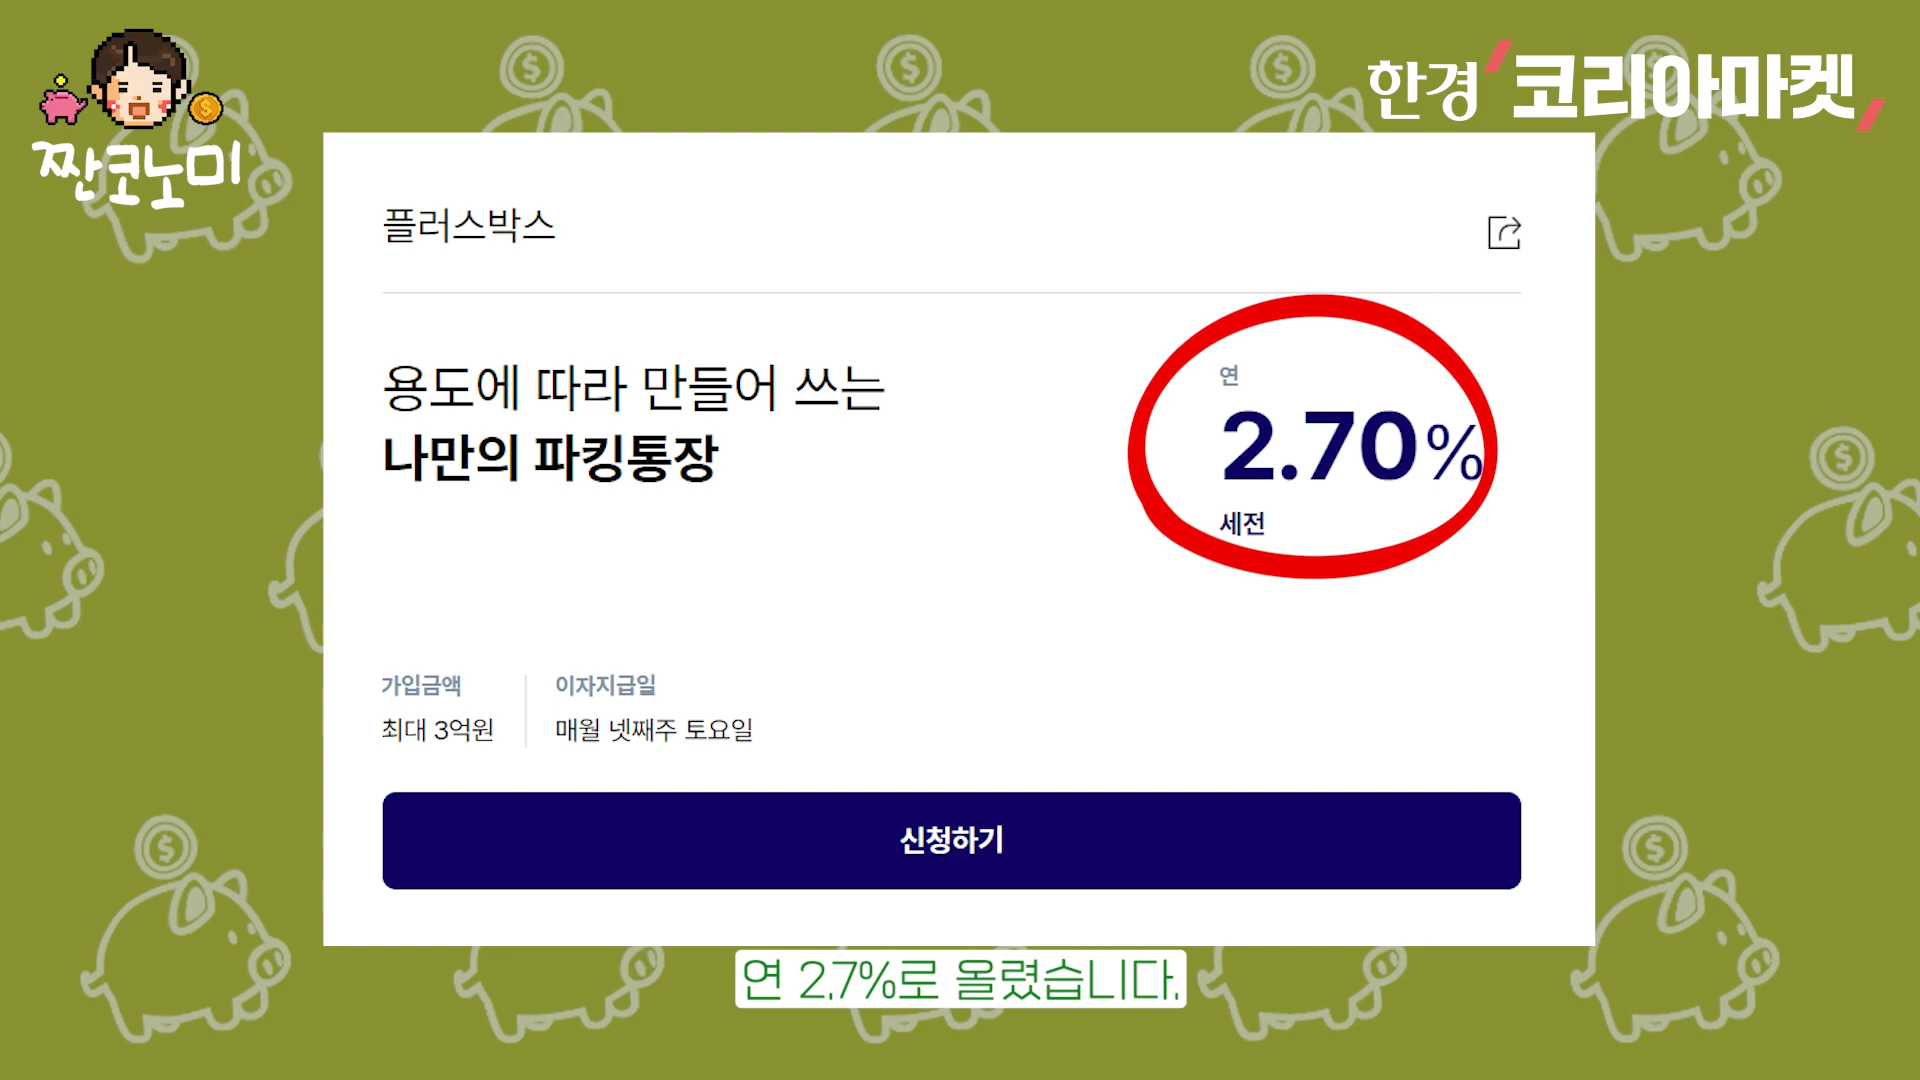 짠코노미
한경 코리아마켓
플러스박스
용도에 따라 만들어 쓰는
나만의 파킹통장
연
2.70%
세전
가입금액
최대 3억원
이자지급일
매월 넷째주 토요일
신청하기
연 2.7%로 올렸습니다.